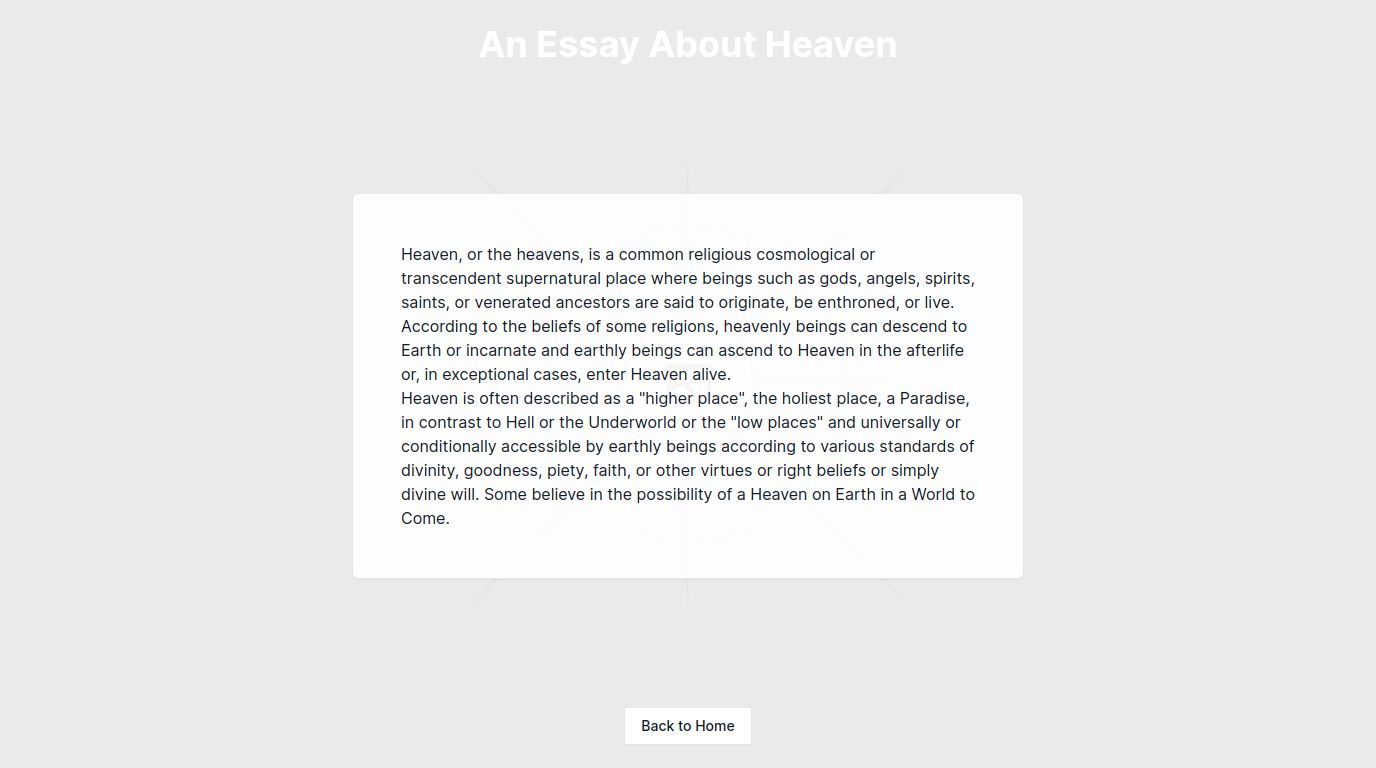 An Essay About Heaven
Heaven, or the heavens, is a common religious cosmological or
transcendent supernatural place where beings such as gods, angels, spirits,
saints, or venerated ancestors are said to originate, be enthroned, or live.
According to the beliefs of some religions, heavenly beings can descend to
Earth or incarnate and earthly beings can ascend to Heaven in the afterlife
or, in exceptional cases, enter Heaven alive.
Heaven is often described as a "higher place", the holiest place, a Paradise,
in contrast to Hell or the Underworld or the "low places" and universally or
conditionally accessible by earthly beings according to various standards of
divinity, goodness, piety, faith, or other virtues or right beliefs or simply
divine will. Some believe in the possibility of a Heaven on Earth in a World to
Come.
Back to Home